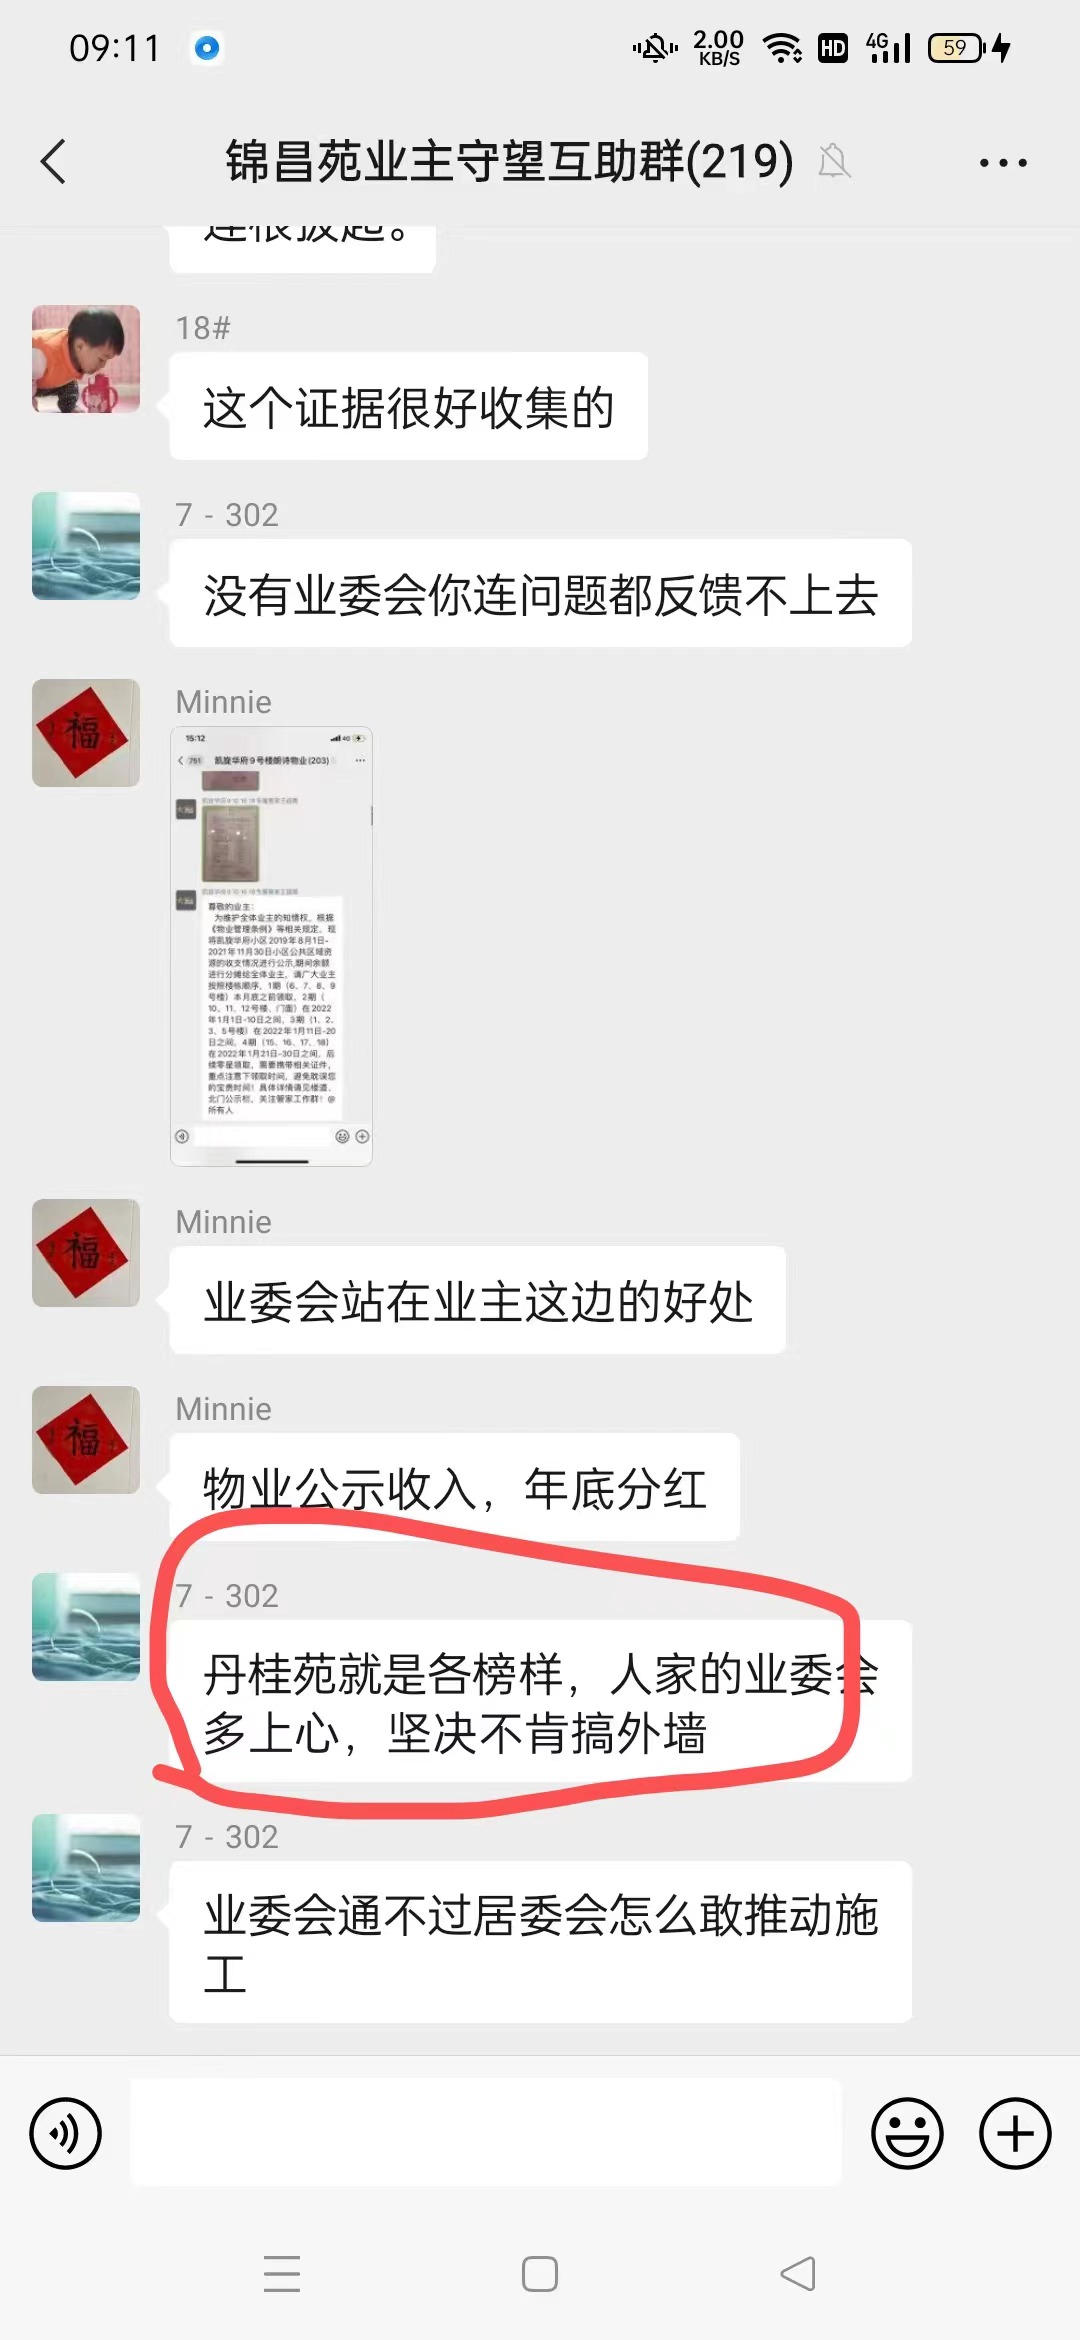 09:11
2.00
KB/S
HD
4G
59
锦昌苑业主守望互助群(219)
连根拔起。
18#
这个证据很好收集的
7 - 302
没有业委会你连问题都反馈不上去
Minnie
15:12
4G
751
凯旋华府9号楼朗诗物业(203)
尊敬的业主:
为维护全体业主的知情权，根据
《物业管理条例》等相关规定，现
将凯旋华府小区2019年8月1日-
2021年11月30日小区公共区域资
源的收支情况进行公示,期间余额
进行分摊给全体业主，请广大业主
按照楼栋顺序，1期（6、7、8、9
号楼）本月底之前领取，2期（
10、11、12号楼、门面）在2022
年1月1日-10日之间，3期（1、2、
3、5号楼）在2022年1月11日-20
日之间，4期（15、16、17、18）
在2022年1月21日-30日之间，后
续零星领取，需要携带相关证件，
重点注意下领取时间，避免耽误您
的宝贵时间！具体详情请见楼道、
北门公示栏，关注管家工作群！@
所有人
福
Minnie
业委会站在业主这边的好处
福
Minnie
物业公示收入，年底分红
福
7 - 302
丹桂苑就是各榜样，人家的业委会
多上心，坚决不肯搞外墙
7 - 302
业委会通不过居委会怎么敢推动施
工